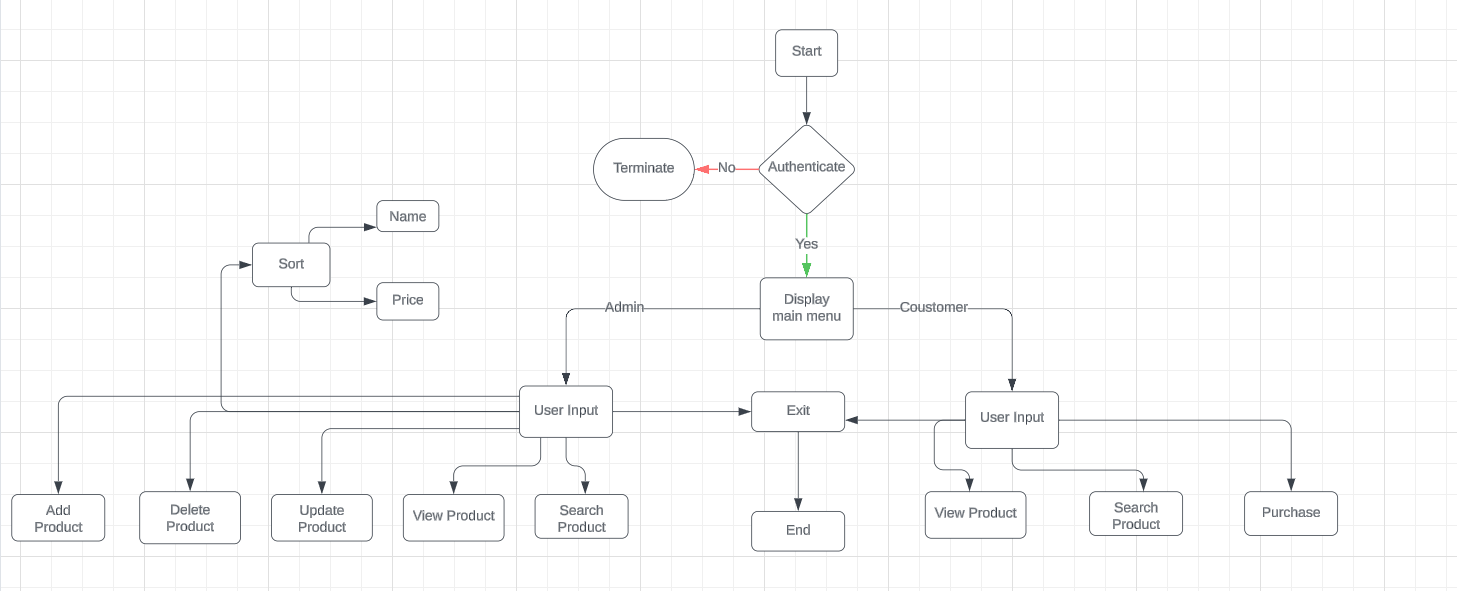 Start
Authenticate
No
Terminate
Yes
Name
Sort
Price
Display
main menu
Admin
Coustomer
User Input
Exit
User Input
Add
Product
Delete
Product
Update
Product
View Product
Search
Product
End
View Product
Search
Product
Purchase